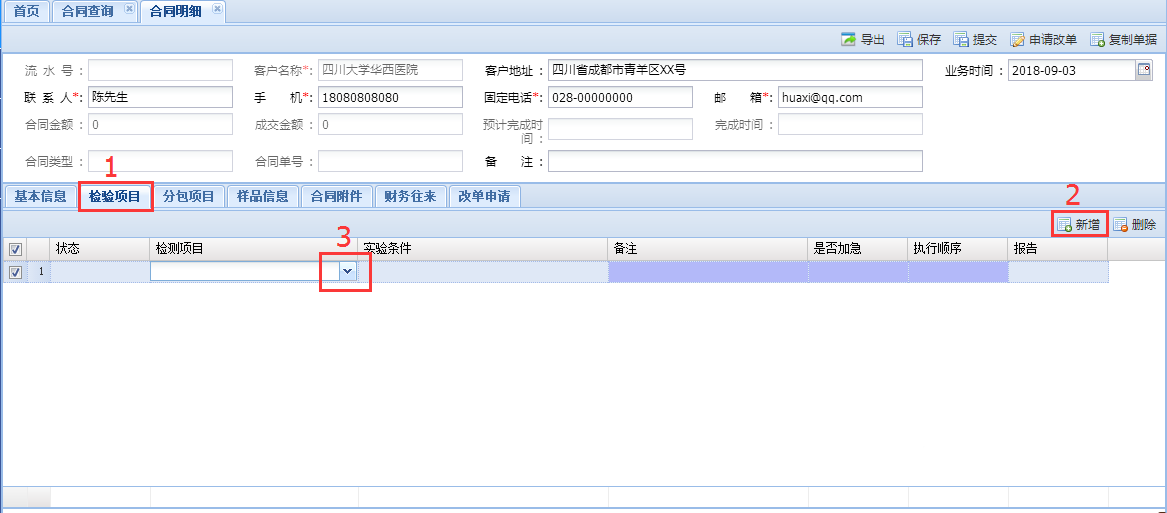 首页 合同查询 合同明细
导出 保存 提交 申请改单 复制单据
流 水 号： 客户名称*: 四川大学华西医院 客户地址： 四川省成都市青羊区XX号 业务时间： 2018-09-03
联 系 人*: 陈先生 手 机*: 18080808080 固定电话*: 028-00000000 邮 箱*: huaxi@qq.com
合同金额： 0 成交金额： 0 预计完成时 完成时间：
间：
合同类型： 合同单号： 备 注：
1
基本信息 检验项目 分包项目 样品信息 合同附件 财务往来 改单申请
2
新增 删除
3
状态 检测项目 实验条件 备注 是否加急 执行顺序 报告
1